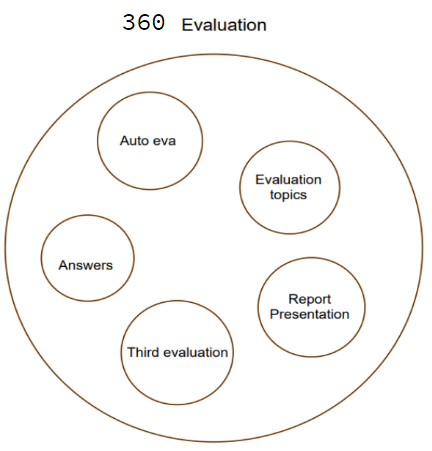 360 Evaluation
Auto eva
Evaluation
topics
Answers
Report
Presentation
Third evaluation